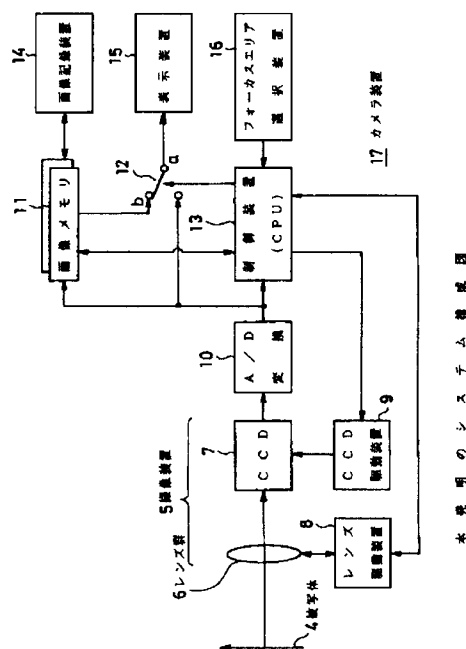 14
画像記録装置
15
表示装置
16
フォーカスエリア
選択装置
11
画像メモリ
12
b
a
17 カメラ装置
13
制御装置
(CPU)
10
A/D
変換
5撮像装置
7
CCD
9
CCD
駆動装置
6レンズ群
8
レンズ
駆動装置
4被写体
本発明のシステム構成図